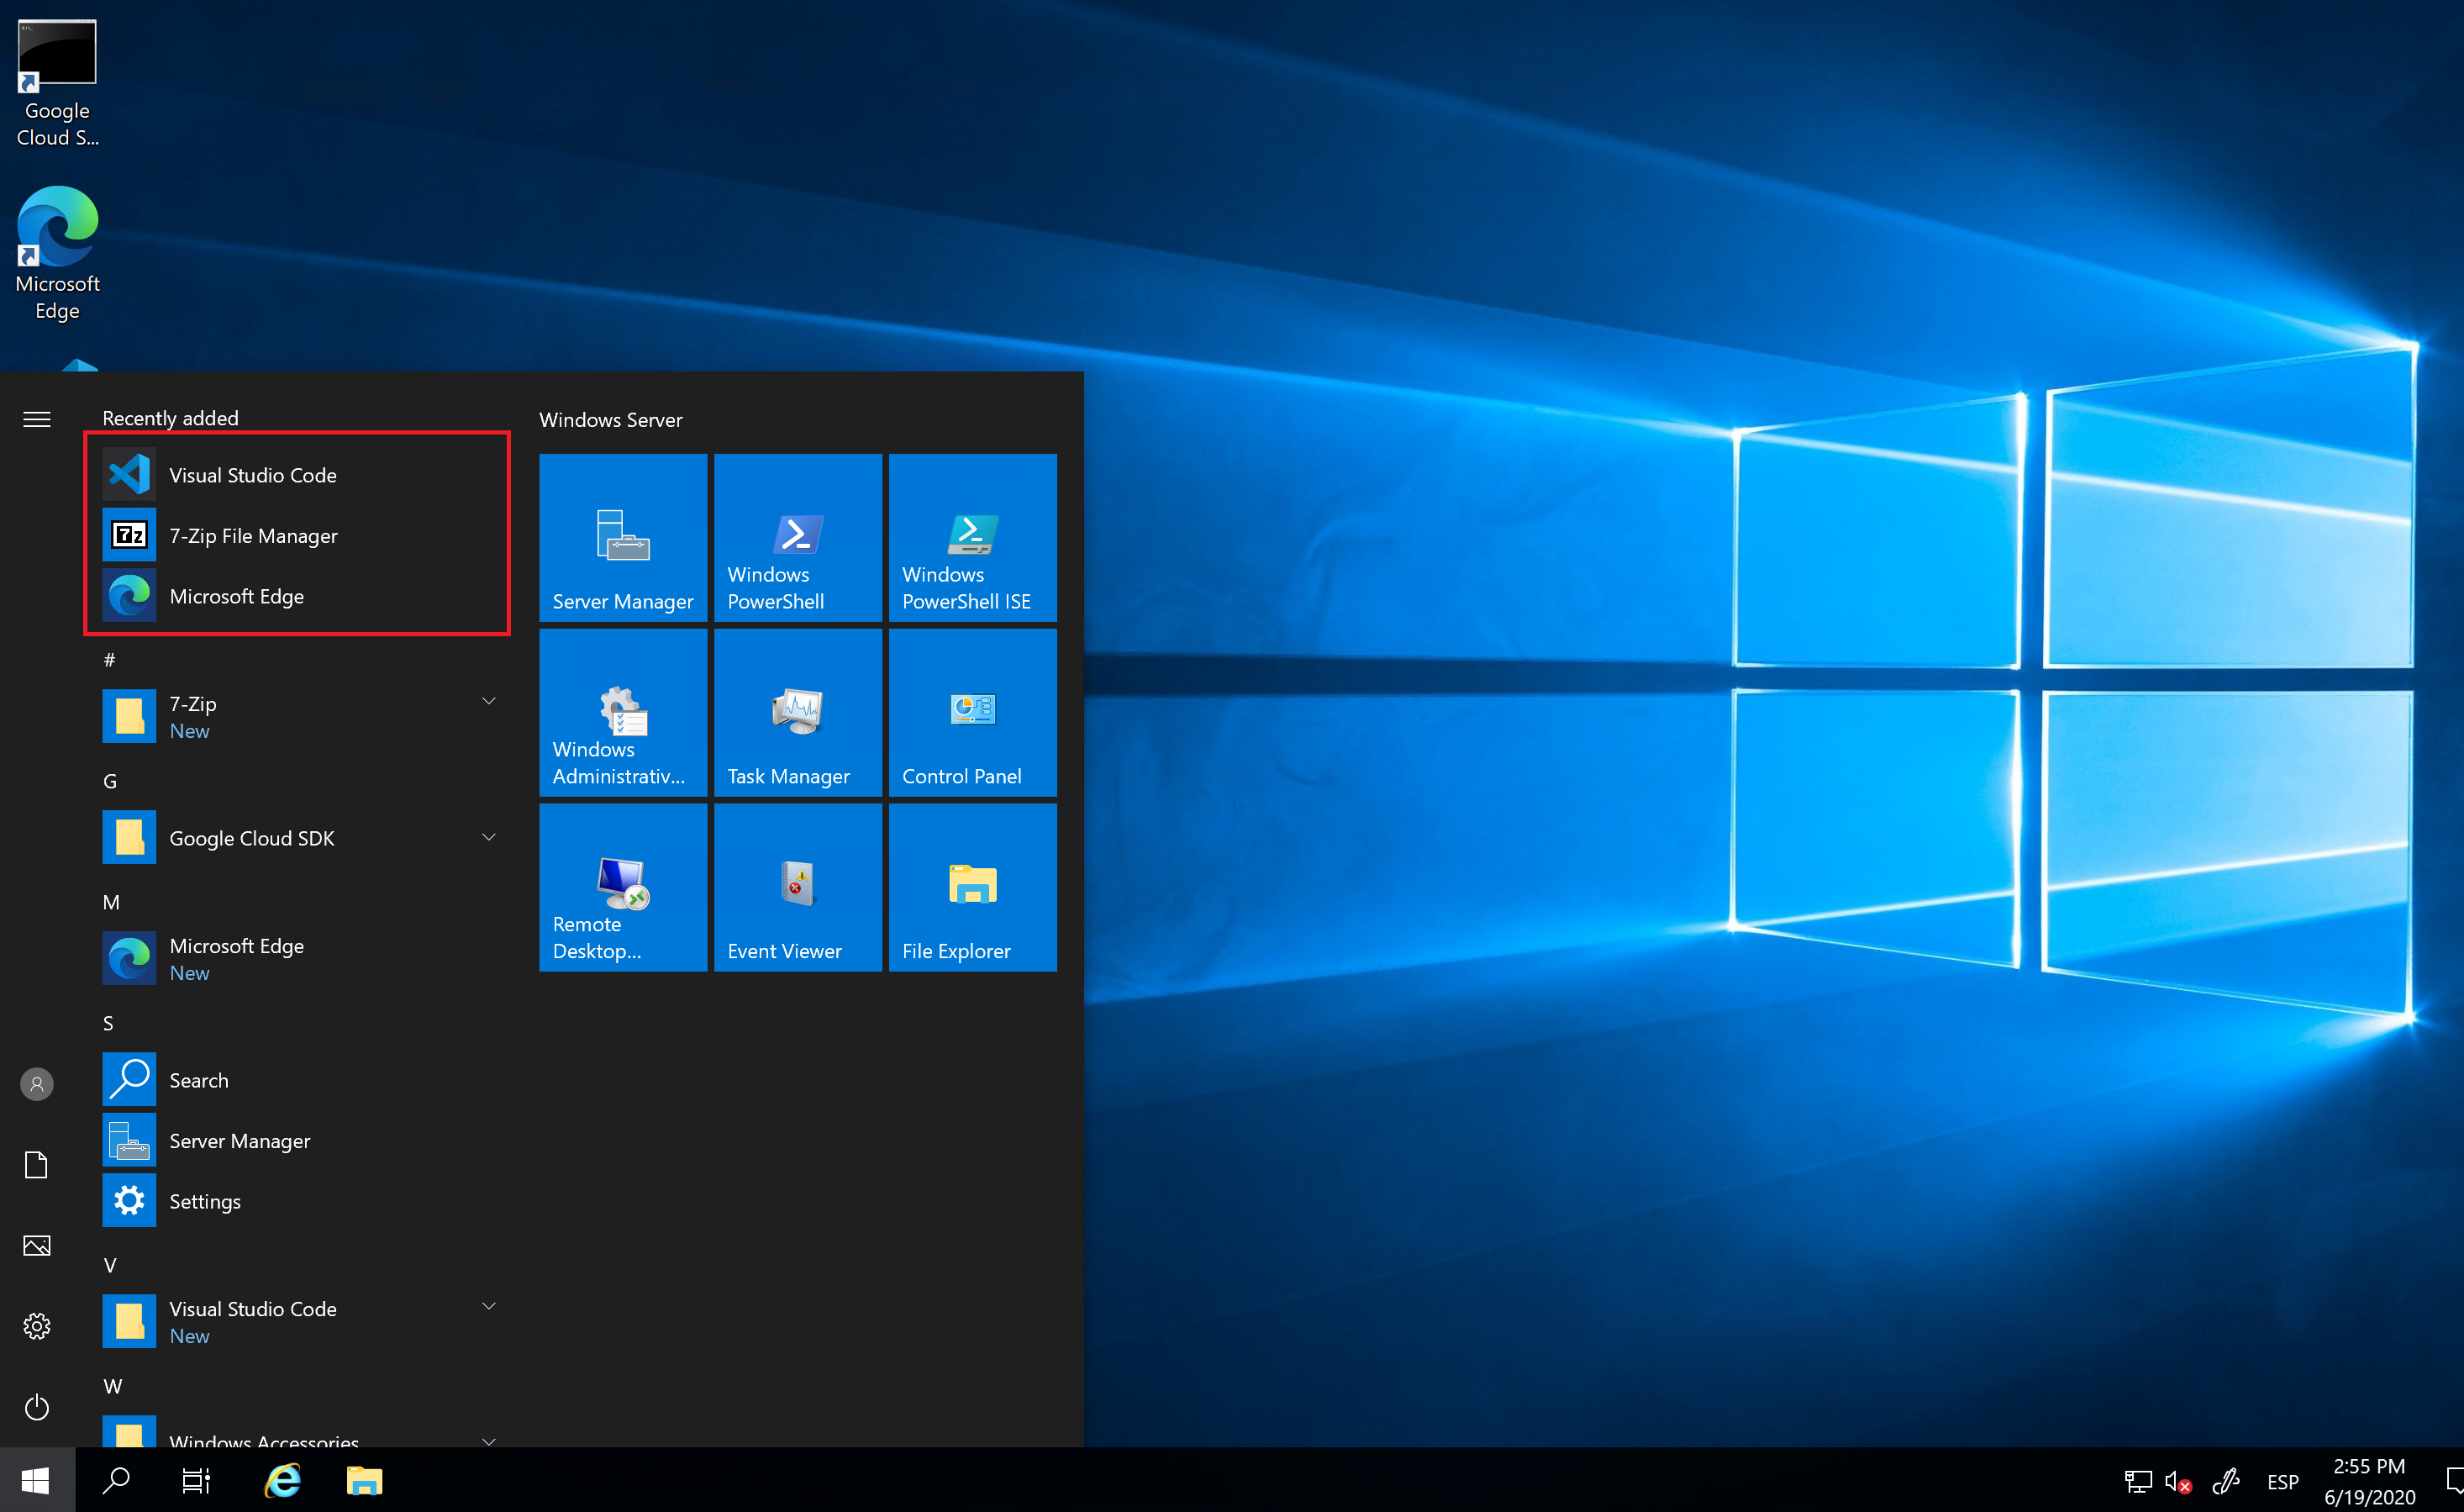 Google
Cloud S...
Microsoft
Edge
Recently added
Visual Studio Code
7-Zip File Manager
Microsoft Edge
#
7-Zip
New
G
Google Cloud SDK
M
Microsoft Edge
New
S
Search
Server Manager
Settings
V
Visual Studio Code
New
W
Windows Accessories
Windows Server
Server Manager
Windows
PowerShell
Windows
PowerShell ISE
Windows
Administrativ...
Task Manager
Control Panel
Remote
Desktop...
Event Viewer
File Explorer
ESP
2:55 PM
6/19/2020